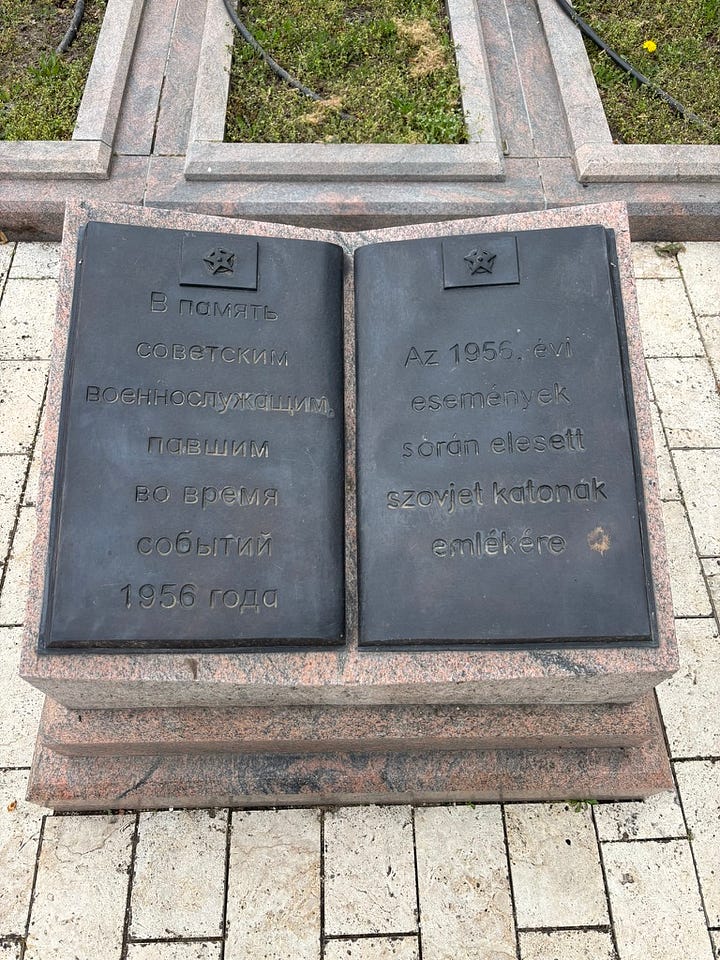 В память
советским
военнослужащим,
павшим
во время
событий
1956 года
Az 1956. évi
események
során elesett
szovjet katonák
emlékére